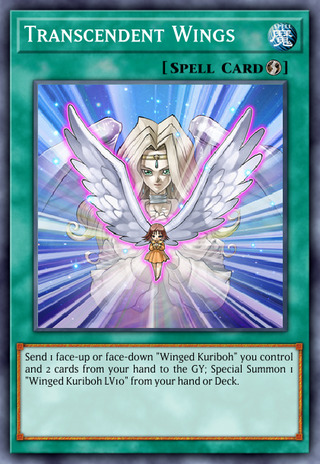 Transcendent Wings
魔
[Spell Card]
Send 1 face-up or face-down "Winged Kuriboh" you control
and 2 cards from your hand to the GY; Special Summon 1
"Winged Kuriboh LV10" from your hand or Deck.